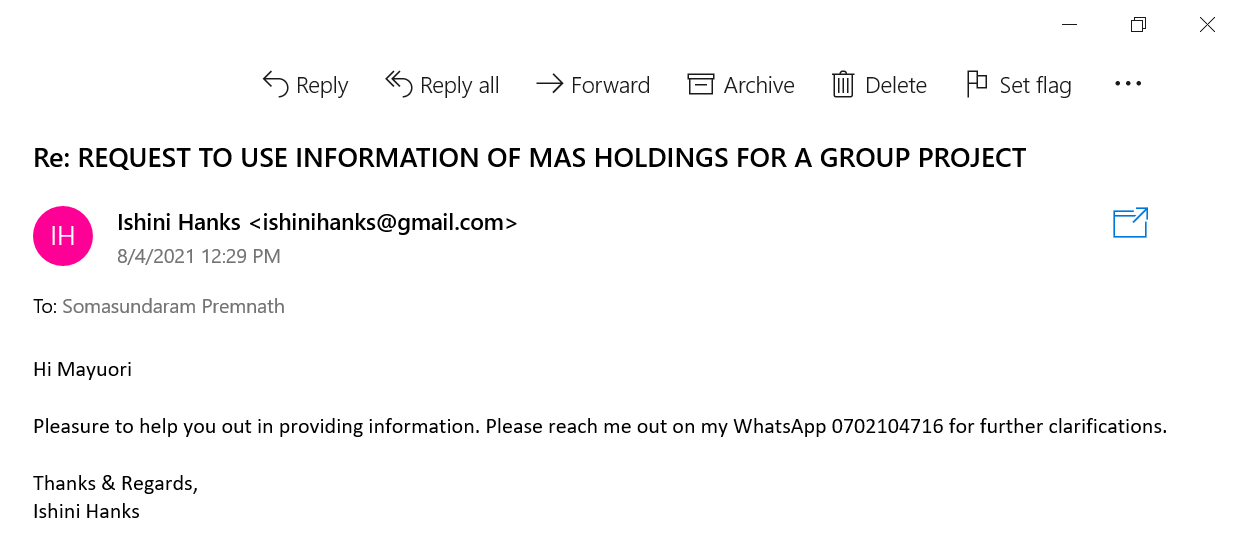 Reply
Reply all
Forward
Archive
Delete
Set flag
Re: REQUEST TO USE INFORMATION OF MAS HOLDINGS FOR A GROUP PROJECT
IH
Ishini Hanks <ishinihanks@gmail.com>
8/4/2021 12:29 PM
To: Somasundaram Premnath
Hi Mayuori
Pleasure to help you out in providing information. Please reach me out on my WhatsApp 0702104716 for further clarifications.
Thanks & Regards,
Ishini Hanks